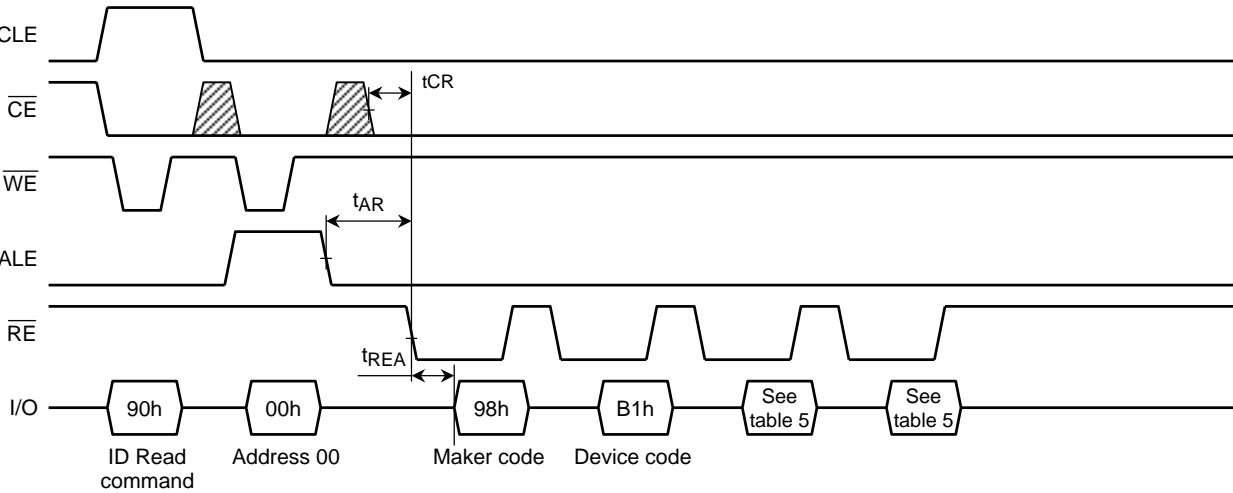 CLE
tCR
CE
WE
tAR
ALE
RE
tREA
I/O
90h
00h
98h
B1h
See
table 5
See
table 5
ID Read
command
Address 00
Maker code
Device code